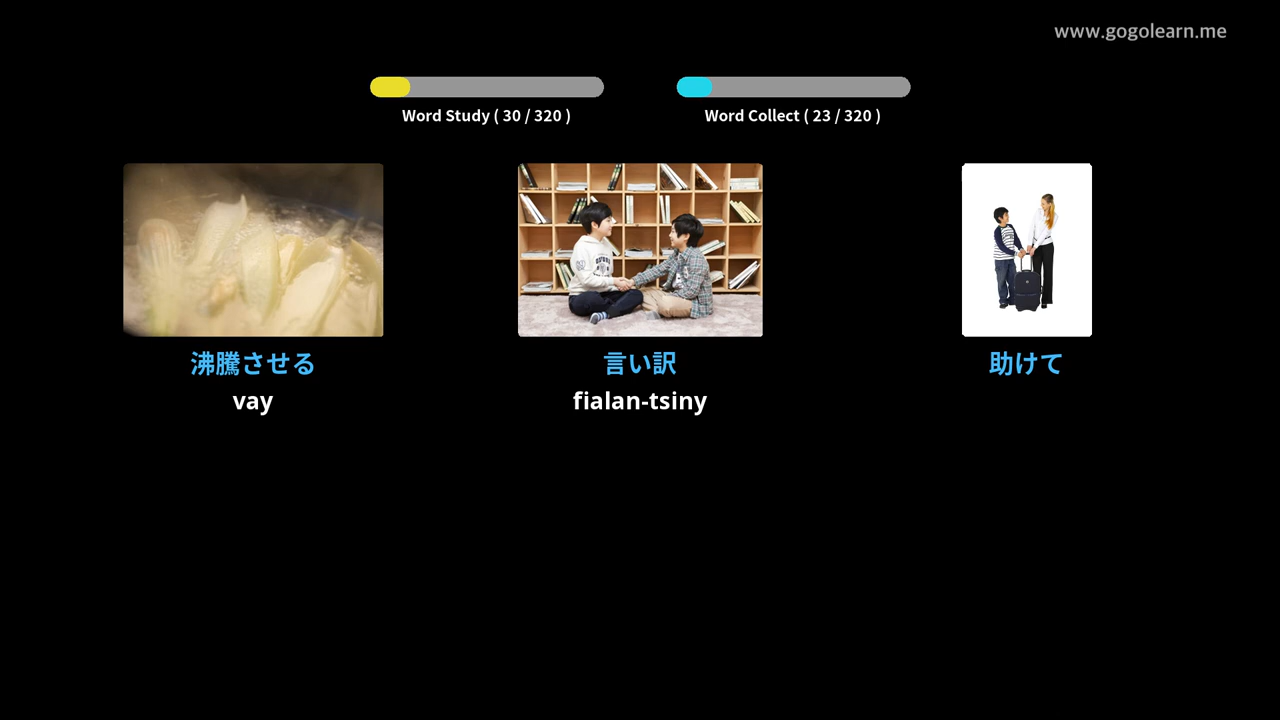 www.gogolearn.me
Word Study ( 30 / 320 )
Word Collect ( 23 / 320 )
沸騰させる
vay
言い訳
fialan-tsiny
助けて